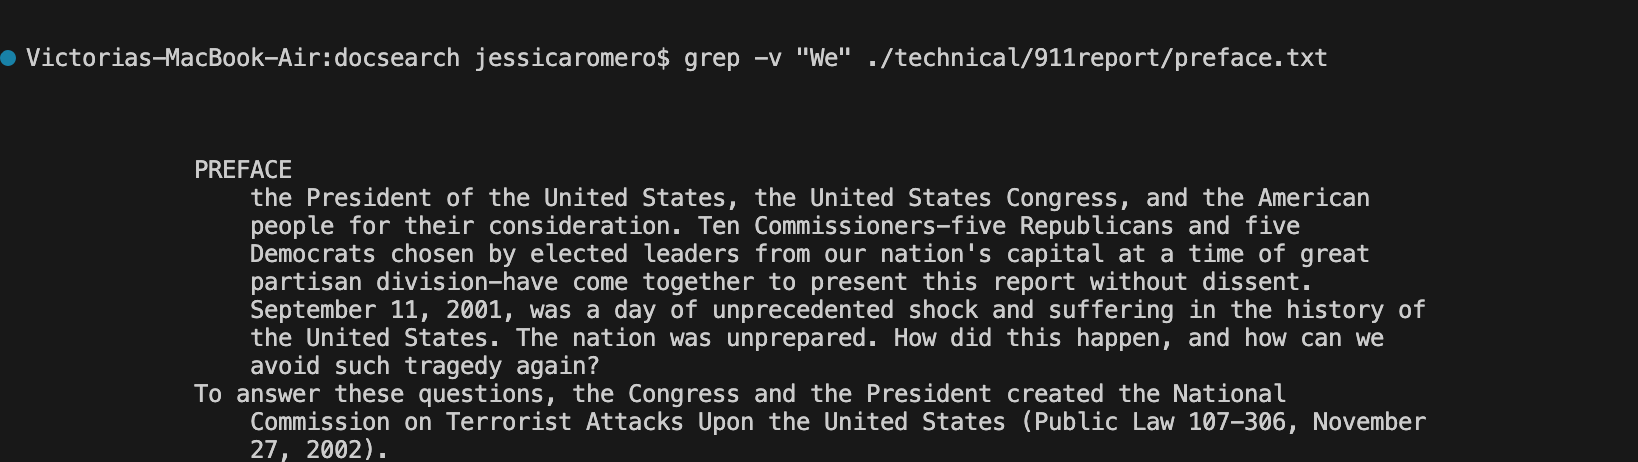 Victorias-MacBook-Air:docsearch jessicaromero$ grep -v "We" ./technical/911report/preface.txt
PREFACE
the President of the United States, the United States Congress, and the American
people for their consideration. Ten Commissioners-five Republicans and five
Democrats chosen by elected leaders from our nation's capital at a time of great
partisan division-have come together to present this report without dissent.
September 11, 2001, was a day of unprecedented shock and suffering in the history of
the United States. The nation was unprepared. How did this happen, and how can we
avoid such tragedy again?
To answer these questions, the Congress and the President created the National
Commission on Terrorist Attacks Upon the United States (Public Law 107-306, November
27, 2002).